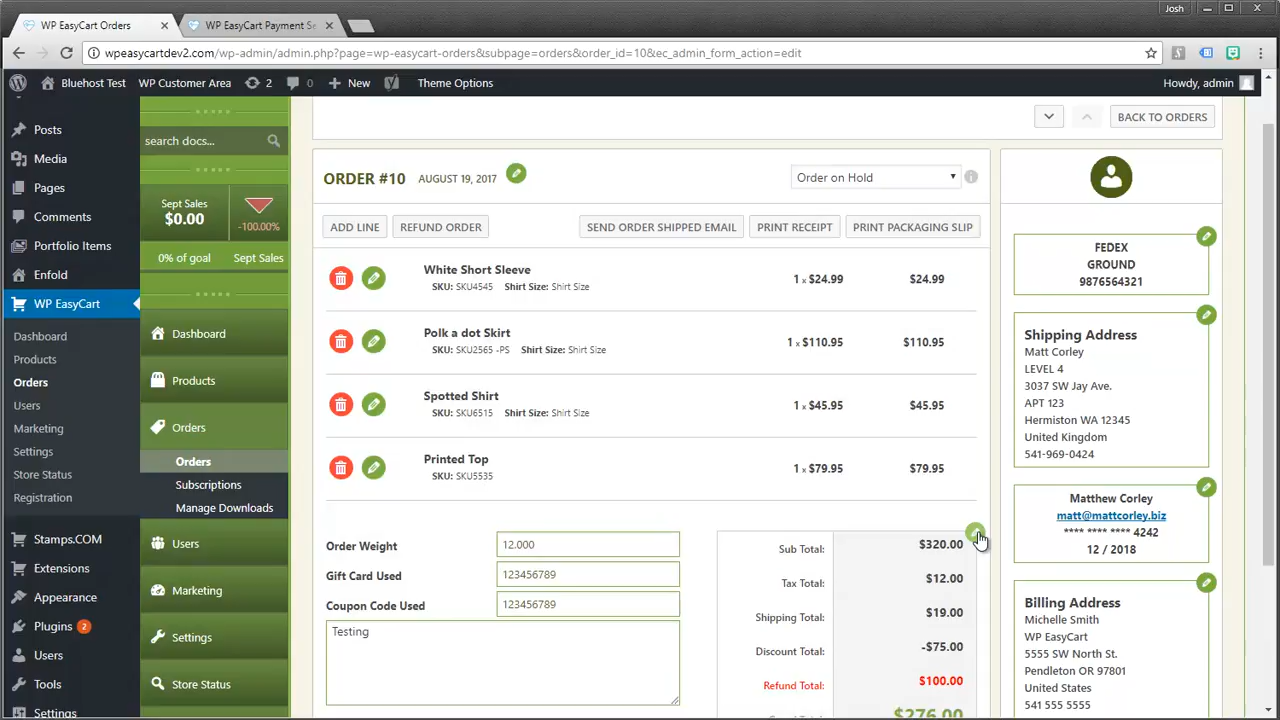 Josh
WP EasyCart Orders
WP EasyCart Payment Se
wpeasycartdev2.com/wp-admin/admin.php?page=wp-easycart-orders&subpage=orders&order_id=10&ec_admin_form_action=edit
Bluehost Test
WP Customer Area
2
0
New
Theme Options
Howdy, admin
Posts
Media
Pages
Comments
Portfolio Items
Enfold
WP EasyCart
Dashboard
Products
Orders
Users
Marketing
Settings
Store Status
Registration
Stamps.COM
Extensions
Appearance
Plugins 2
Users
Tools
Settings
search docs...
Sept Sales
$0.00
-100.00%
0% of goal
Sept Sales
Dashboard
Products
Orders
Orders
Subscriptions
Manage Downloads
Users
Marketing
Settings
Store Status
BACK TO ORDERS
ORDER #10
AUGUST 19, 2017
Order on Hold
ADD LINE
REFUND ORDER
SEND ORDER SHIPPED EMAIL
PRINT RECEIPT
PRINT PACKAGING SLIP
White Short Sleeve
SKU: SKU4545 Shirt Size: Shirt Size
1 x $24.99
$24.99
Polk a dot Skirt
SKU: SKU2565 -PS Shirt Size: Shirt Size
1 x $110.95
$110.95
Spotted Shirt
SKU: SKU6515 Shirt Size: Shirt Size
1 x $45.95
$45.95
Printed Top
SKU: SKU5535
1 x $79.95
$79.95
Order Weight
12.000
Gift Card Used
123456789
Coupon Code Used
123456789
Testing
Sub Total: $320.00
Tax Total: $12.00
Shipping Total: $19.00
Discount Total: -$75.00
Refund Total: $100.00
Grand Total: $276.00
FEDEX
GROUND
9876564321
Shipping Address
Matt Corley
LEVEL 4
3037 SW Jay Ave.
APT 123
Hermiston WA 12345
United Kingdom
541-969-0424
Matthew Corley
matt@mattcorley.biz
**** **** **** 4242
12 / 2018
Billing Address
Michelle Smith
WP EasyCart
5555 SW North St.
Pendleton OR 97801
United States
541 555 5555